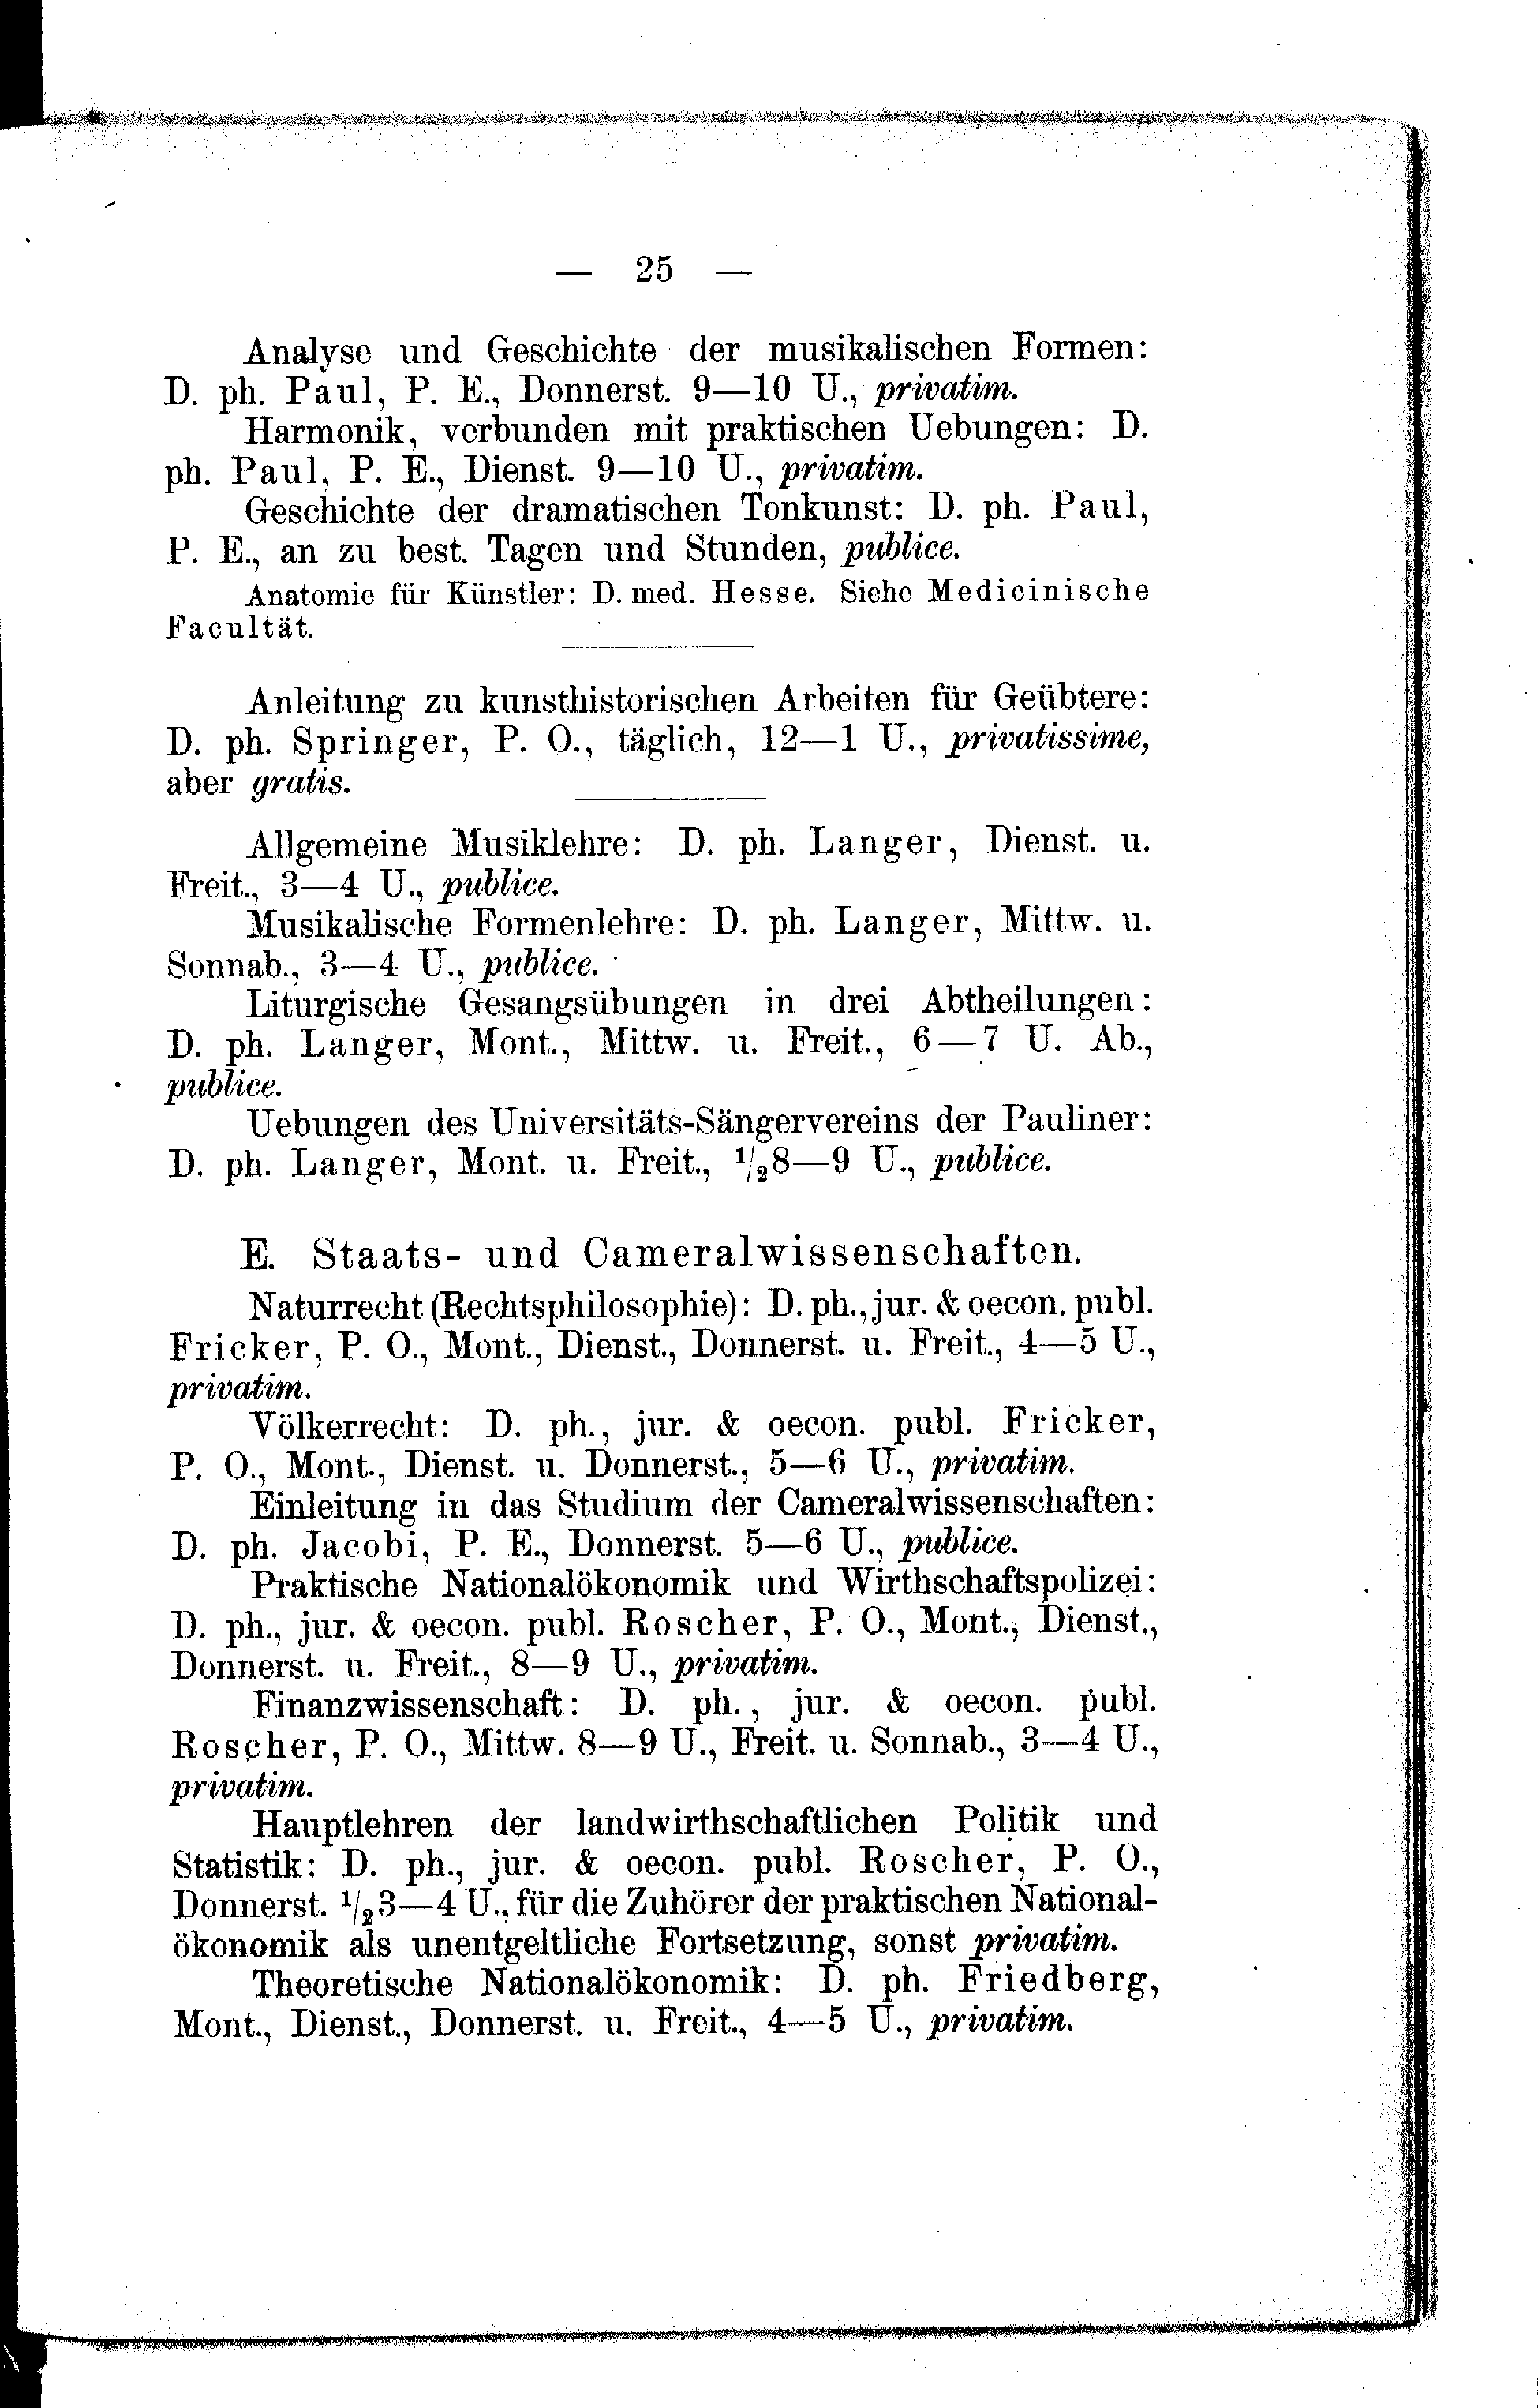 — 25 —
Analyse und Geschichte der musikalischen Formen:
D. ph. Paul, P. E., Donnerst. 9—10 U., privatim.
Harmonik, verbunden mit praktischen Uebungen: D.
ph. Paul, P. E., Dienst. 9—10 U., privatim.
Geschichte der dramatischen Tonkunst: D. ph. Paul,
P. E., an zu best. Tagen und Stunden, publice.
Anatomie für Künstler: D. med. Hesse. Siehe Medicinische
Facultät.
Anleitung zu kunsthistorischen Arbeiten für Geübtere:
D. ph. Springer, P. O., täglich, 12—1 U., privatissime,
aber gratis.
Allgemeine Musiklehre: D. ph. Langer, Dienst. u.
Freit., 3—4 U., publice.
Musikalische Formenlehre: D. ph. Langer, Mittw. u.
Sonnab., 3—4 U., publice.
Liturgische Gesangsübungen in drei Abtheilungen:
D. ph. Langer, Mont., Mittw. u. Freit., 6—7 U. Ab.,
publice.
Uebungen des Universitäts-Sängervereins der Pauliner:
D. ph. Langer, Mont. u. Freit., 1/28—9 U., publice.
E. Staats- und Cameralwissenschaften.
Naturrecht (Rechtsphilosophie): D. ph., jur. & oecon. publ.
Fricker, P. O., Mont., Dienst., Donnerst. u. Freit., 4—5 U.,
privatim.
Völkerrecht: D. ph., jur. & oecon. publ. Fricker,
P. O., Mont., Dienst. u. Donnerst., 5—6 U., privatim.
Einleitung in das Studium der Cameralwissenschaften:
D. ph. Jacobi, P. E., Donnerst. 5—6 U., publice.
Praktische Nationalökonomik und Wirthschaftspolizei:
D. ph., jur. & oecon. publ. Roscher, P. O., Mont., Dienst.,
Donnerst. u. Freit., 8—9 U., privatim.
Finanzwissenschaft: D. ph., jur. & oecon. publ.
Roscher, P. O., Mittw. 8—9 U., Freit. u. Sonnab., 3—4 U.,
privatim.
Hauptlehren der landwirthschaftlichen Politik und
Statistik: D. ph., jur. & oecon. publ. Roscher, P. O.,
Donnerst. 1/23—4 U., für die Zuhörer der praktischen National-
ökonomik als unentgeltliche Fortsetzung, sonst privatim.
Theoretische Nationalökonomik: D. ph. Friedberg,
Mont., Dienst., Donnerst. u. Freit., 4—5 U., privatim.